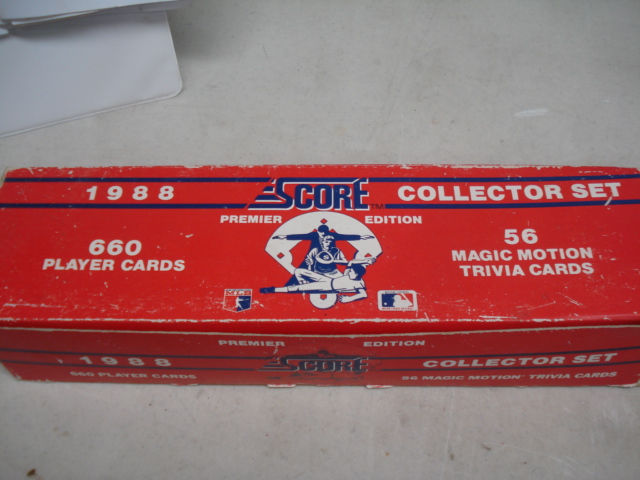 1988 SCORE™ COLLECTOR SET
PREMIER EDITION
660
PLAYER CARDS
56
MAGIC MOTION
TRIVIA CARDS
PREMIER EDITION
1988 SCORE COLLECTOR SET
660 PLAYER CARDS 56 MAGIC MOTION TRIVIA CARDS